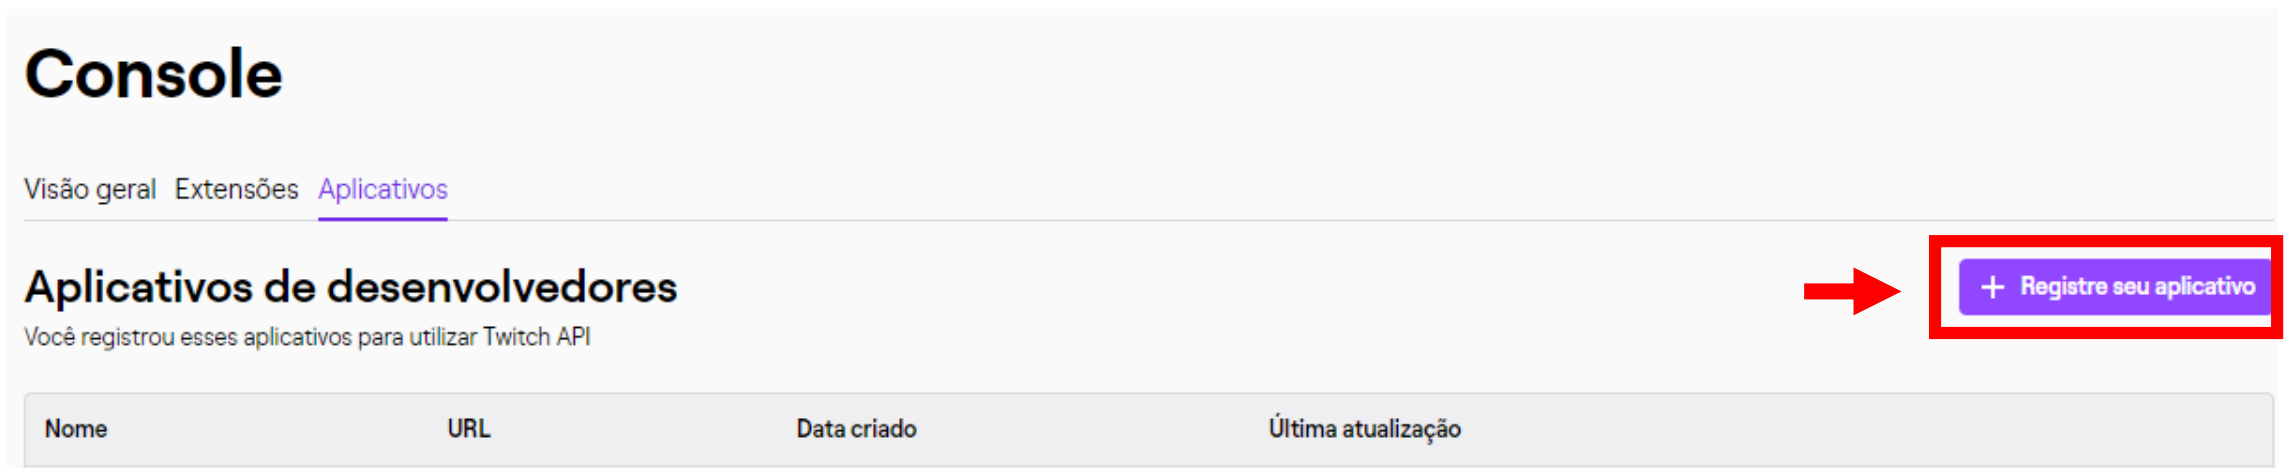 Console
Visão geral Extensões Aplicativos
Aplicativos de desenvolvedores
+ Registre seu aplicativo
Você registrou esses aplicativos para utilizar Twitch API
Nome URL Data criado Última atualização